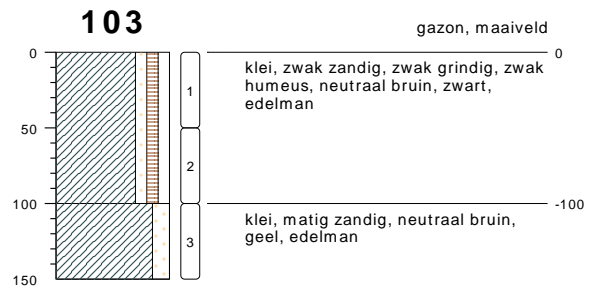 103
gazon, maaiveld
0
0
klei, zwak zandig, zwak grindig, zwak
humeus, neutraal bruin, zwart,
edelman
1
50
2
100
-100
klei, matig zandig, neutraal bruin,
geel, edelman
3
150